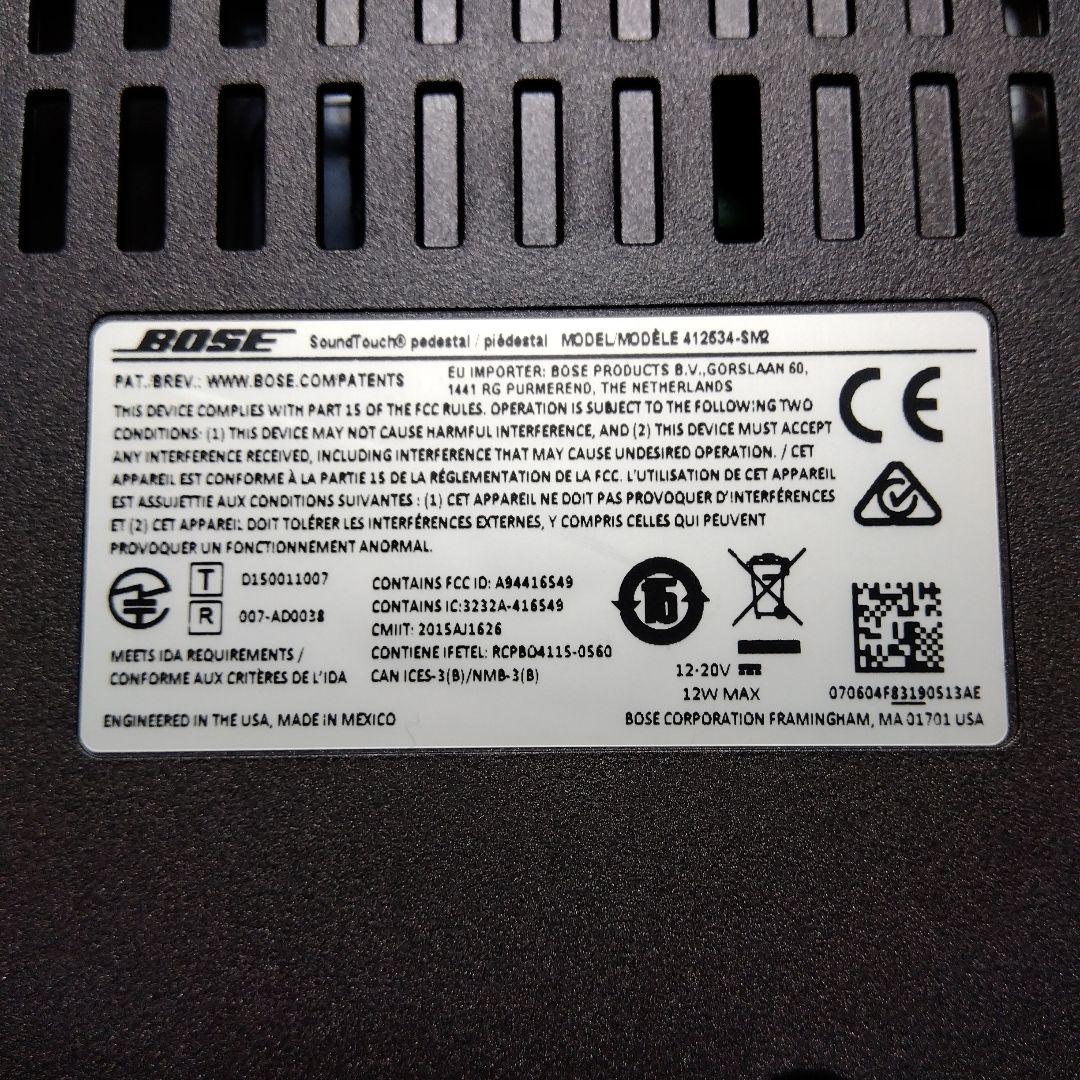 BOSE SoundTouch® pedestal / piédestal MODEL/MODÈLE 412534-SM2
PAT./BREV.: WWW.BOSE.COM/PATENTS
EU IMPORTER: BOSE PRODUCTS B.V.,GORSLAAN 60,
1441 RG PURMEREND, THE NETHERLANDS
CE
THIS DEVICE COMPLIES WITH PART 15 OF THE FCC RULES. OPERATION IS SUBJECT TO THE FOLLOWING TWO
CONDITIONS: (1) THIS DEVICE MAY NOT CAUSE HARMFUL INTERFERENCE, AND (2) THIS DEVICE MUST ACCEPT
ANY INTERFERENCE RECEIVED, INCLUDING INTERFERENCE THAT MAY CAUSE UNDESIRED OPERATION. / CET
APPAREIL EST CONFORME À LA PARTIE 15 DE LA RÉGLEMENTATION DE LA FCC. L'UTILISATION DE CET APPAREIL
EST ASSUJETTIE AUX CONDITIONS SUIVANTES : (1) CET APPAREIL NE DOIT PAS PROVOQUER D'INTERFÉRENCES
ET (2) CET APPAREIL DOIT TOLÉRER LES INTERFÉRENCES EXTERNES, Y COMPRIS CELLES QUI PEUVENT
PROVOQUER UN FONCTIONNEMENT ANORMAL.
T D150011007
R 007-AD0038
MEETS IDA REQUIREMENTS /
CONFORME AUX CRITÈRES DE L'IDA
CONTAINS FCC ID: A94416549
CONTAINS IC:3232A-416549
CMIIT: 2015AJ1626
CONTIENE IFETEL: RCPBO4115-0560
CAN ICES-3(B)/NMB-3(B)
15
12-20V
12W MAX
070604F83190513AE
ENGINEERED IN THE USA, MADE IN MEXICO
BOSE CORPORATION FRAMINGHAM, MA 01701 USA